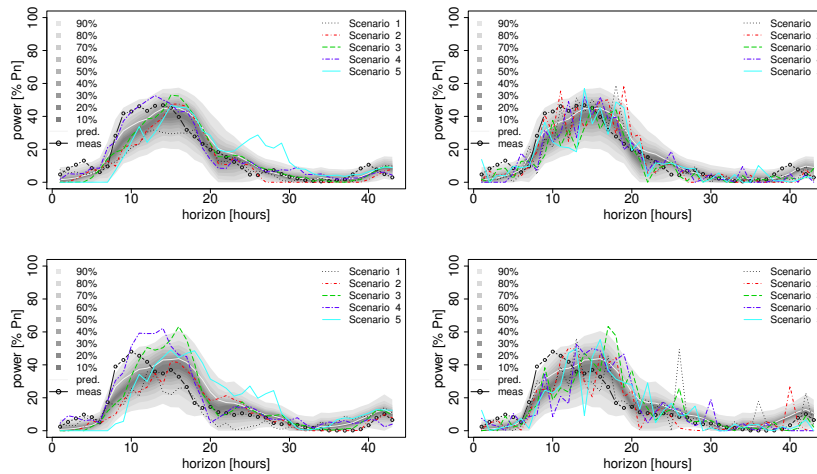 100
80
60
40
20
0
power [% Pn]
90%
80%
70%
60%
50%
40%
30%
20%
10%
pred.
meas
Scenario 1
Scenario 2
Scenario 3
Scenario 4
Scenario 5
0 10 20 30 40
horizon [hours]
100
80
60
40
20
0
power [% Pn]
90%
80%
70%
60%
50%
40%
30%
20%
10%
pred.
meas
Scenario
Scenario
Scenario
Scenario
Scenario
0 10 20 30 40
horizon [hours]
100
80
60
40
20
0
power [% Pn]
90%
80%
70%
60%
50%
40%
30%
20%
10%
pred.
meas
Scenario 1
Scenario 2
Scenario 3
Scenario 4
Scenario 5
0 10 20 30 40
horizon [hours]
100
80
60
40
20
0
power [% Pn]
90%
80%
70%
60%
50%
40%
30%
20%
10%
pred.
meas
Scenario
Scenario
Scenario
Scenario
Scenario
0 10 20 30 40
horizon [hours]